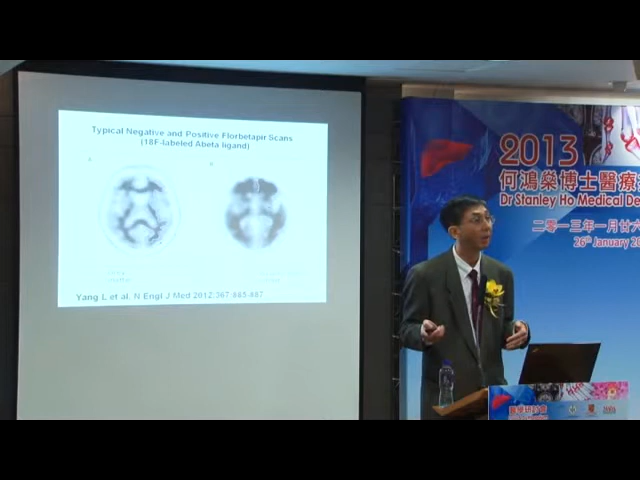 Typical Negative and Positive Florbetapir Scans
(18F-labeled Abeta ligand)
A
B
Yang L et al. N Engl J Med 2012;367:885-887
2013
何鴻燊博士醫療
Dr Stanley Ho Medical De
二零一三年一月廿六
26th January 20